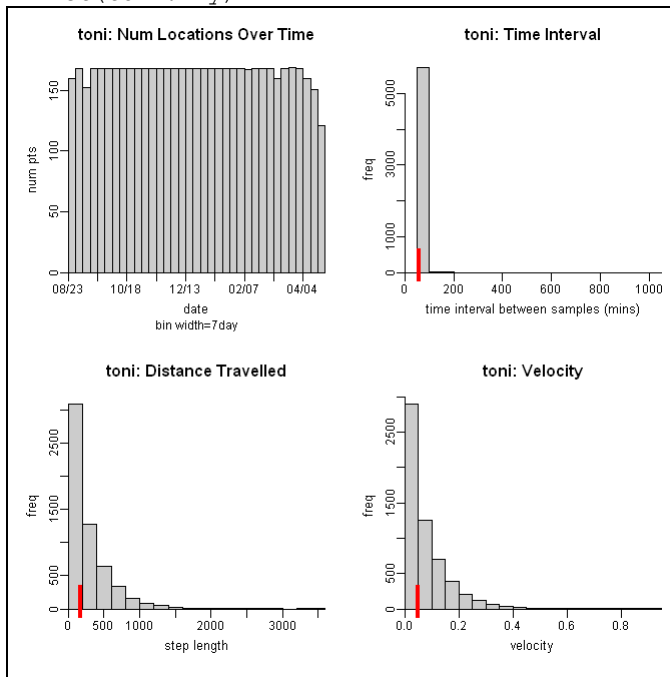 toni: Num Locations Over Time
num pts
0 50 100 150
08/23 10/18 12/13 02/07 04/04
date
bin width=7day
toni: Time Interval
freq
0 1000 3000 5000
0 200 400 600 800 1000
time interval between samples (mins)
toni: Distance Travelled
freq
0 500 1500 2500
0 500 1000 2000 3000
step length
toni: Velocity
freq
0 500 1500 2500
0.0 0.2 0.4 0.6 0.8
velocity